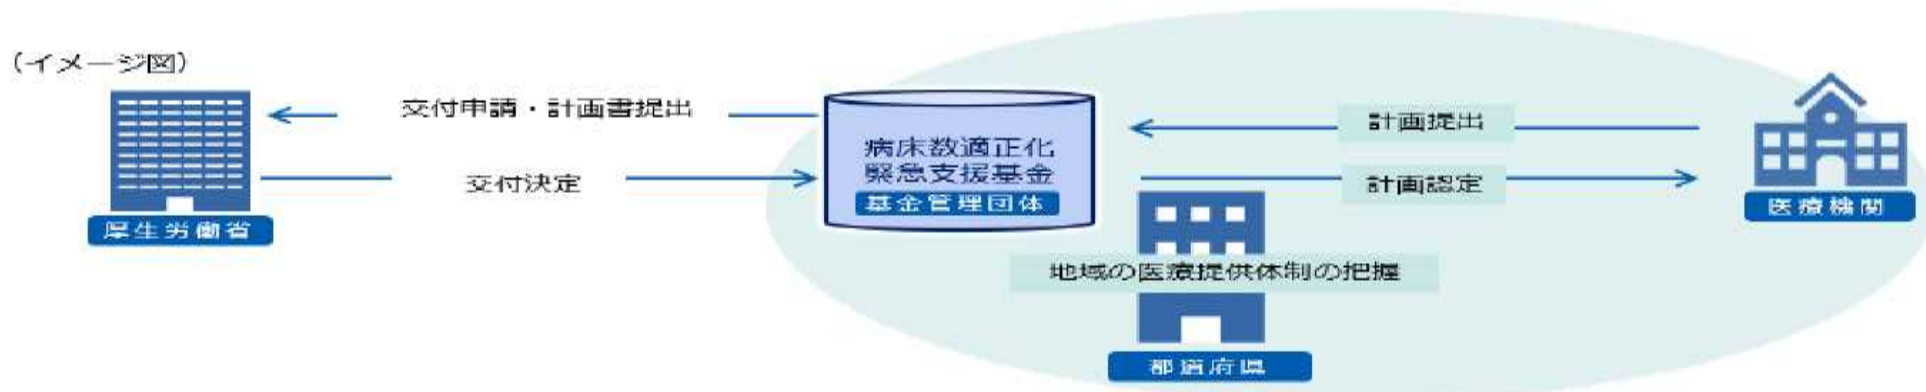 （イメージ図）
交付申請・計画書提出
交付決定
厚生労働省
病床数適正化
緊急支援基金
基金管理団体
計画提出
計画認定
医療機関
地域の医療提供体制の把握
都道府県